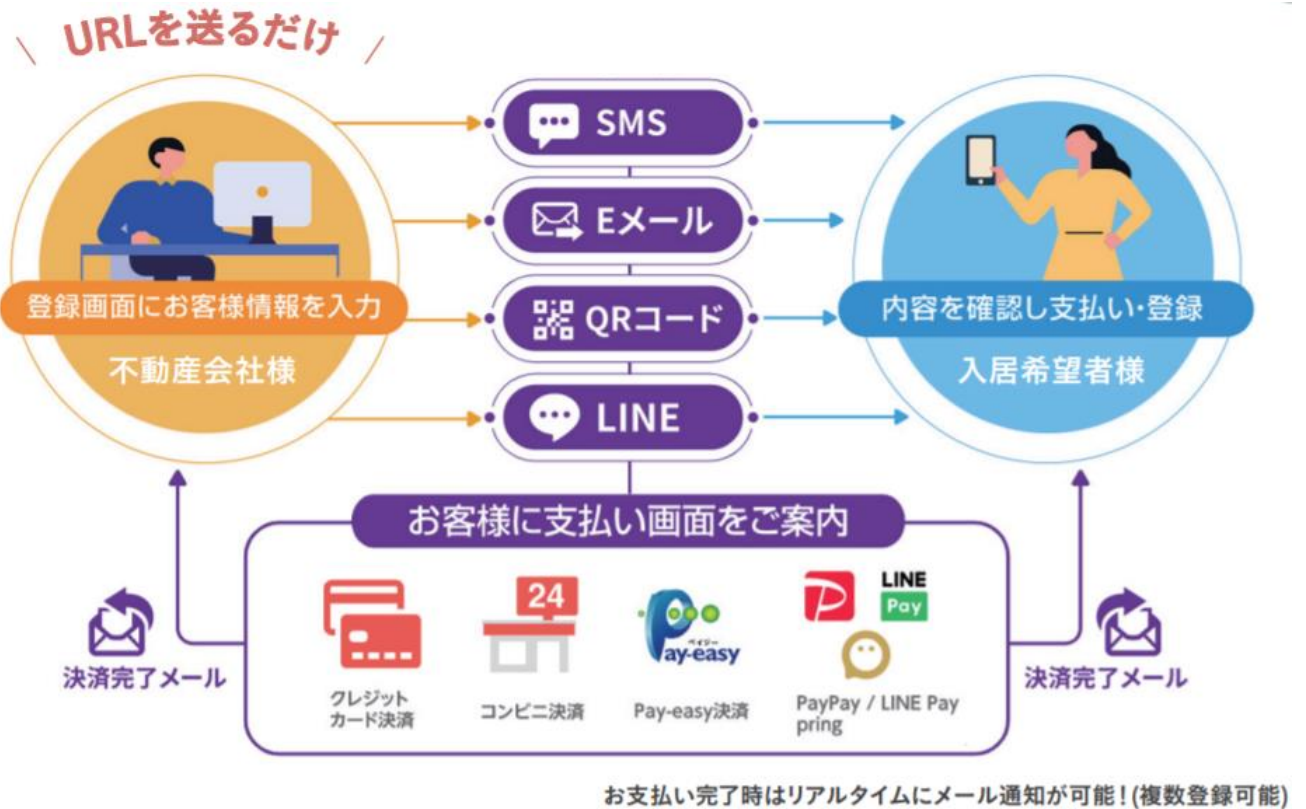 URLを送るだけ
SMS
Eメール
QRコード
LINE
登録画面にお客様情報を入力
不動産会社様
内容を確認し支払い・登録
入居希望者様
お客様に支払い画面をご案内
決済完了メール
24
クレジット
カード決済
コンビニ決済
ペイジー
Pay-easy
Pay-easy決済
LINE
Pay
PayPay / LINE Pay
pring
決済完了メール
お支払い完了時はリアルタイムにメール通知が可能！(複数登録可能)